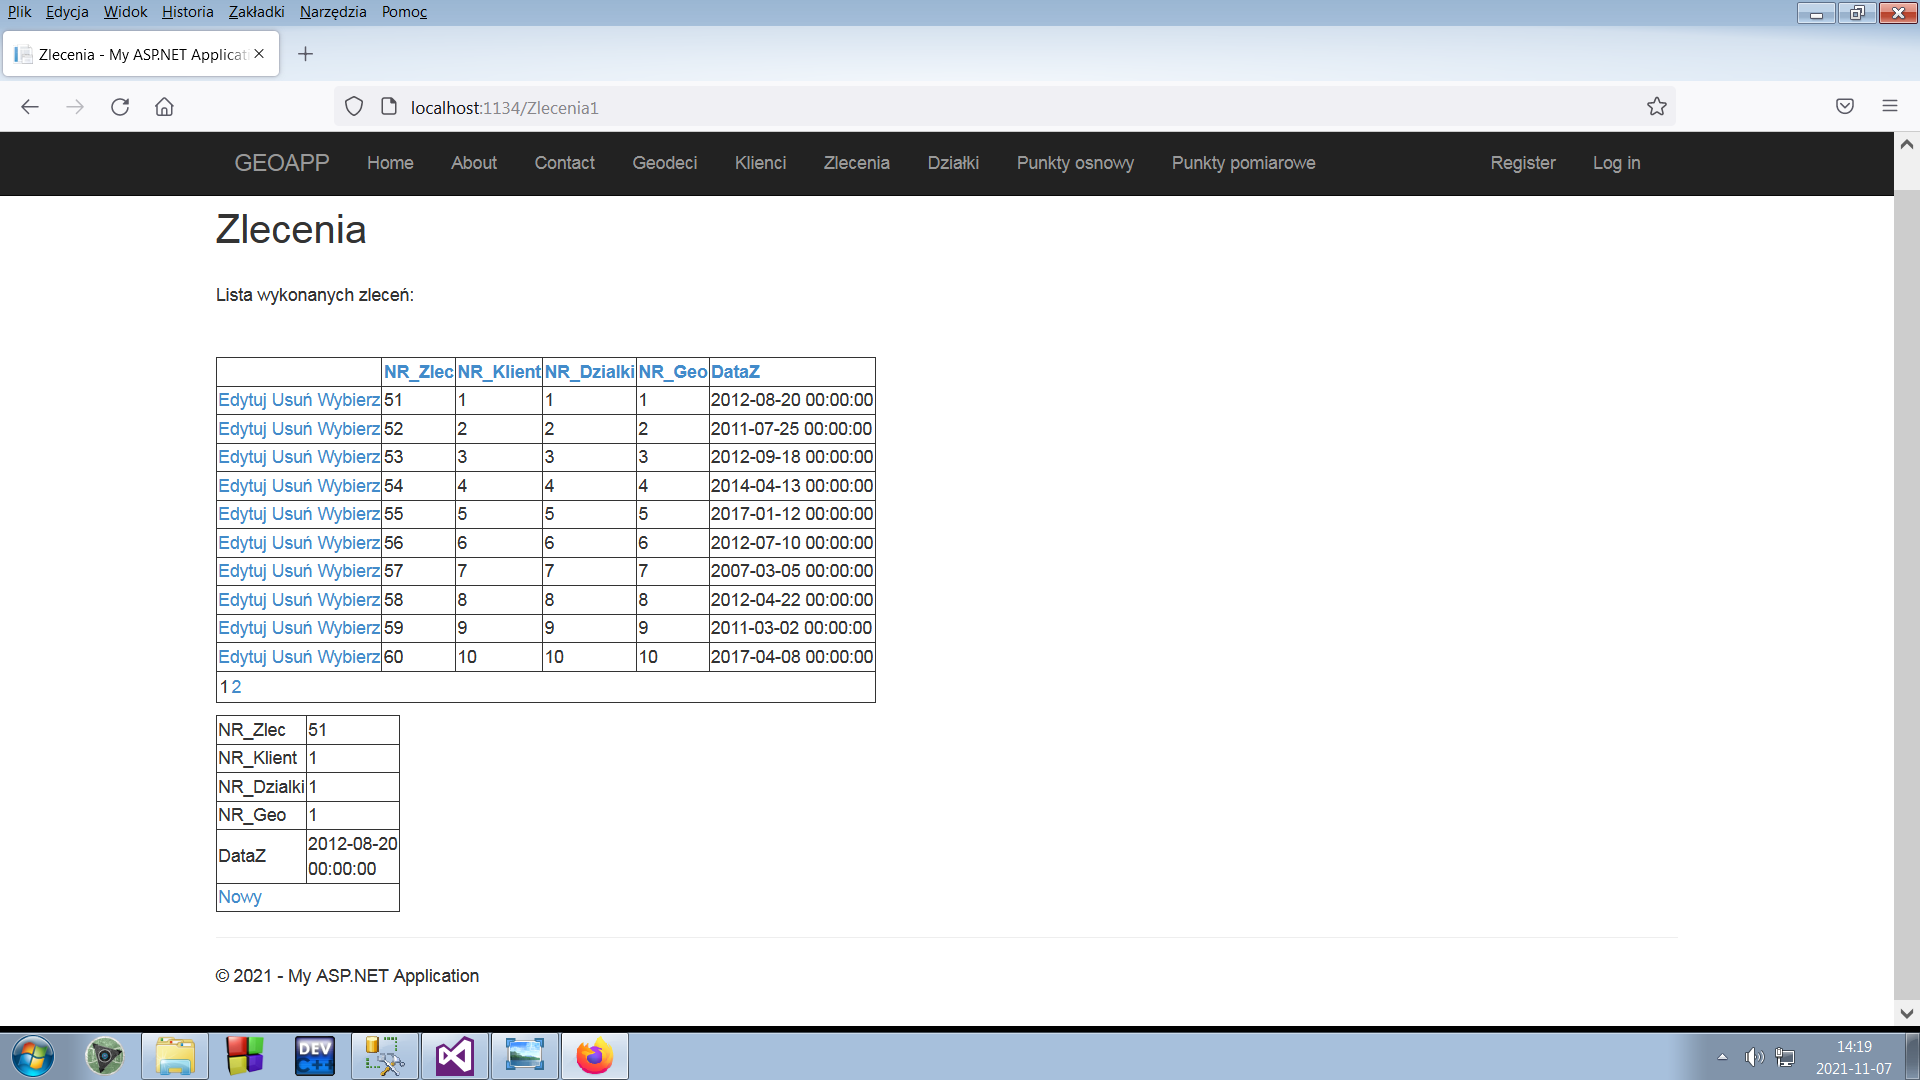 Plik Edycja Widok Historia Zakładki Narzędzia Pomoc
Zlecenia - My ASP.NET Applicati
localhost:1134/Zlecenia1
GEOAPP Home About Contact Geodeci Klienci Zlecenia Działki Punkty osnowy Punkty pomiarowe Register Log in
Zlecenia
Lista wykonanych zleceń:
NR_Zlec NR_Klient NR_Dzialki NR_Geo DataZ
Edytuj Usuń Wybierz 51 1 1 1 2012-08-20 00:00:00
Edytuj Usuń Wybierz 52 2 2 2 2011-07-25 00:00:00
Edytuj Usuń Wybierz 53 3 3 3 2012-09-18 00:00:00
Edytuj Usuń Wybierz 54 4 4 4 2014-04-13 00:00:00
Edytuj Usuń Wybierz 55 5 5 5 2017-01-12 00:00:00
Edytuj Usuń Wybierz 56 6 6 6 2012-07-10 00:00:00
Edytuj Usuń Wybierz 57 7 7 7 2007-03-05 00:00:00
Edytuj Usuń Wybierz 58 8 8 8 2012-04-22 00:00:00
Edytuj Usuń Wybierz 59 9 9 9 2011-03-02 00:00:00
Edytuj Usuń Wybierz 60 10 10 10 2017-04-08 00:00:00
1 2
NR_Zlec 51
NR_Klient 1
NR_Dzialki 1
NR_Geo 1
DataZ 2012-08-20
00:00:00
Nowy
© 2021 - My ASP.NET Application
DEV
C++
14:19
2021-11-07